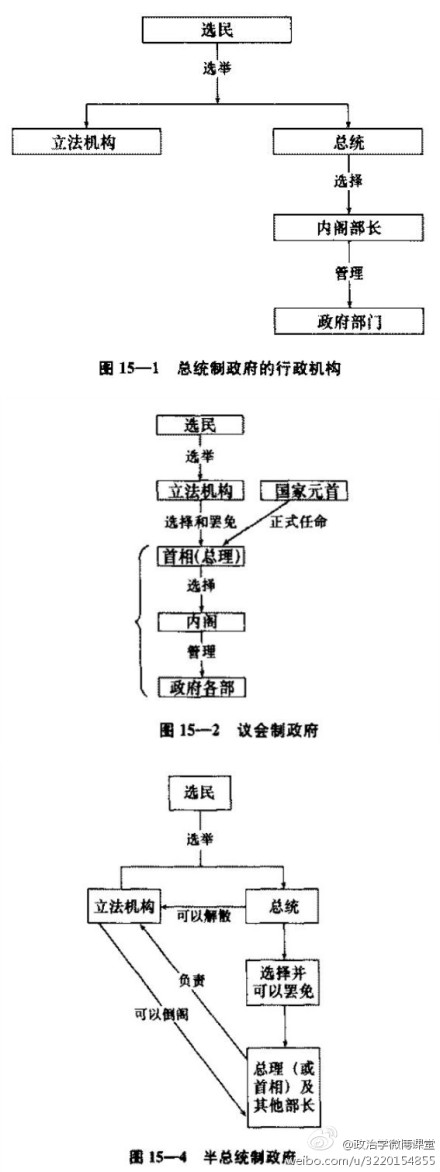 选民
选举
立法机构
总统
选择
内阁部长
管理
政府部门
图 15—1 总统制政府的行政机构
选民
选举
立法机构
国家元首
选择和罢免
正式任命
首相(总理)
选择
内阁
管理
政府各部
图 15—2 议会制政府
选民
选举
立法机构
可以解散
总统
负责
选择并
可以罢免
可以倒阁
总理（或
首相）及
其他部长
图 15—4 半总统制政府
@政治学微博课堂
weibo.com/u/3220154855